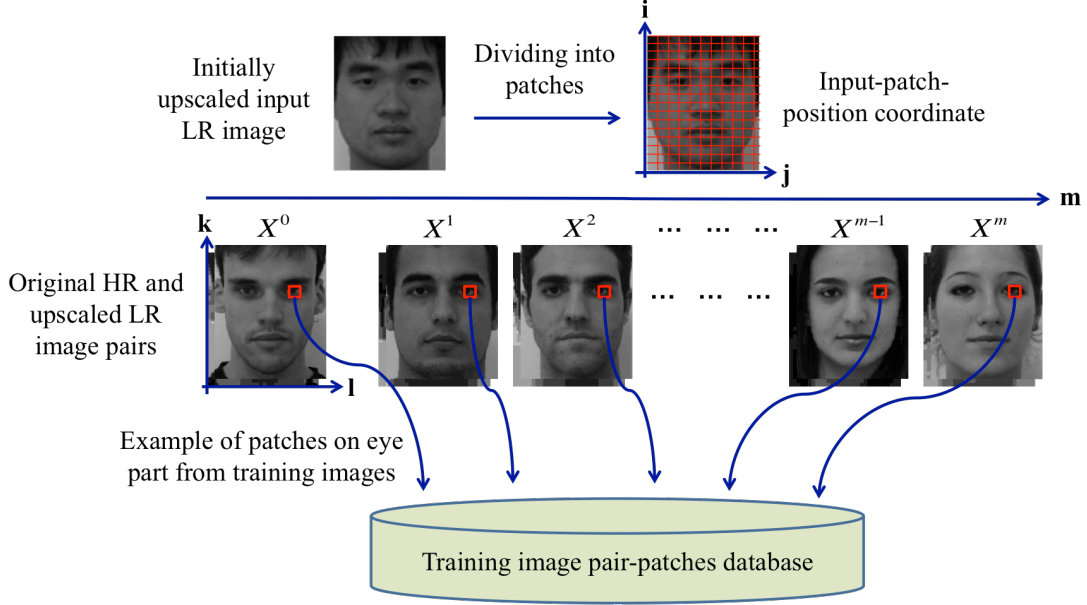 i
Initially
upscaled input
LR image
Dividing into
patches
Input-patch-
position coordinate
j
m
k
X^0
X^1
X^2
... ... ...
X^{m-1}
X^m
Original HR and
upscaled LR
image pairs
... ... ...
l
Example of patches on eye
part from training images
Training image pair-patches database